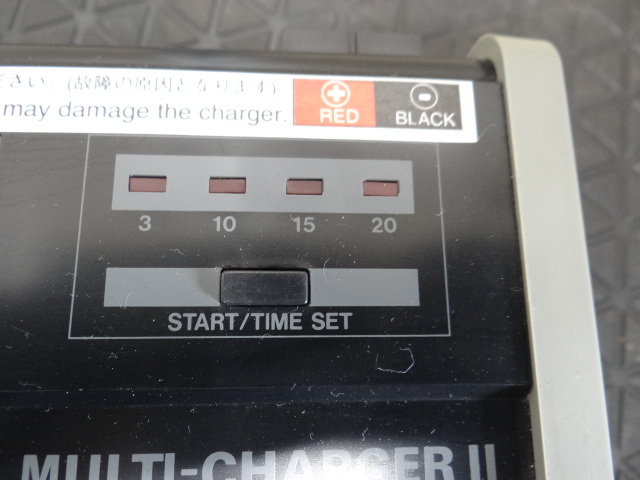 さい。(故障の原因となります)
may damage the charger.
⊕ RED ⊖ BLACK
3 10 15 20
START/TIME SET
MULTI-CHARGER II